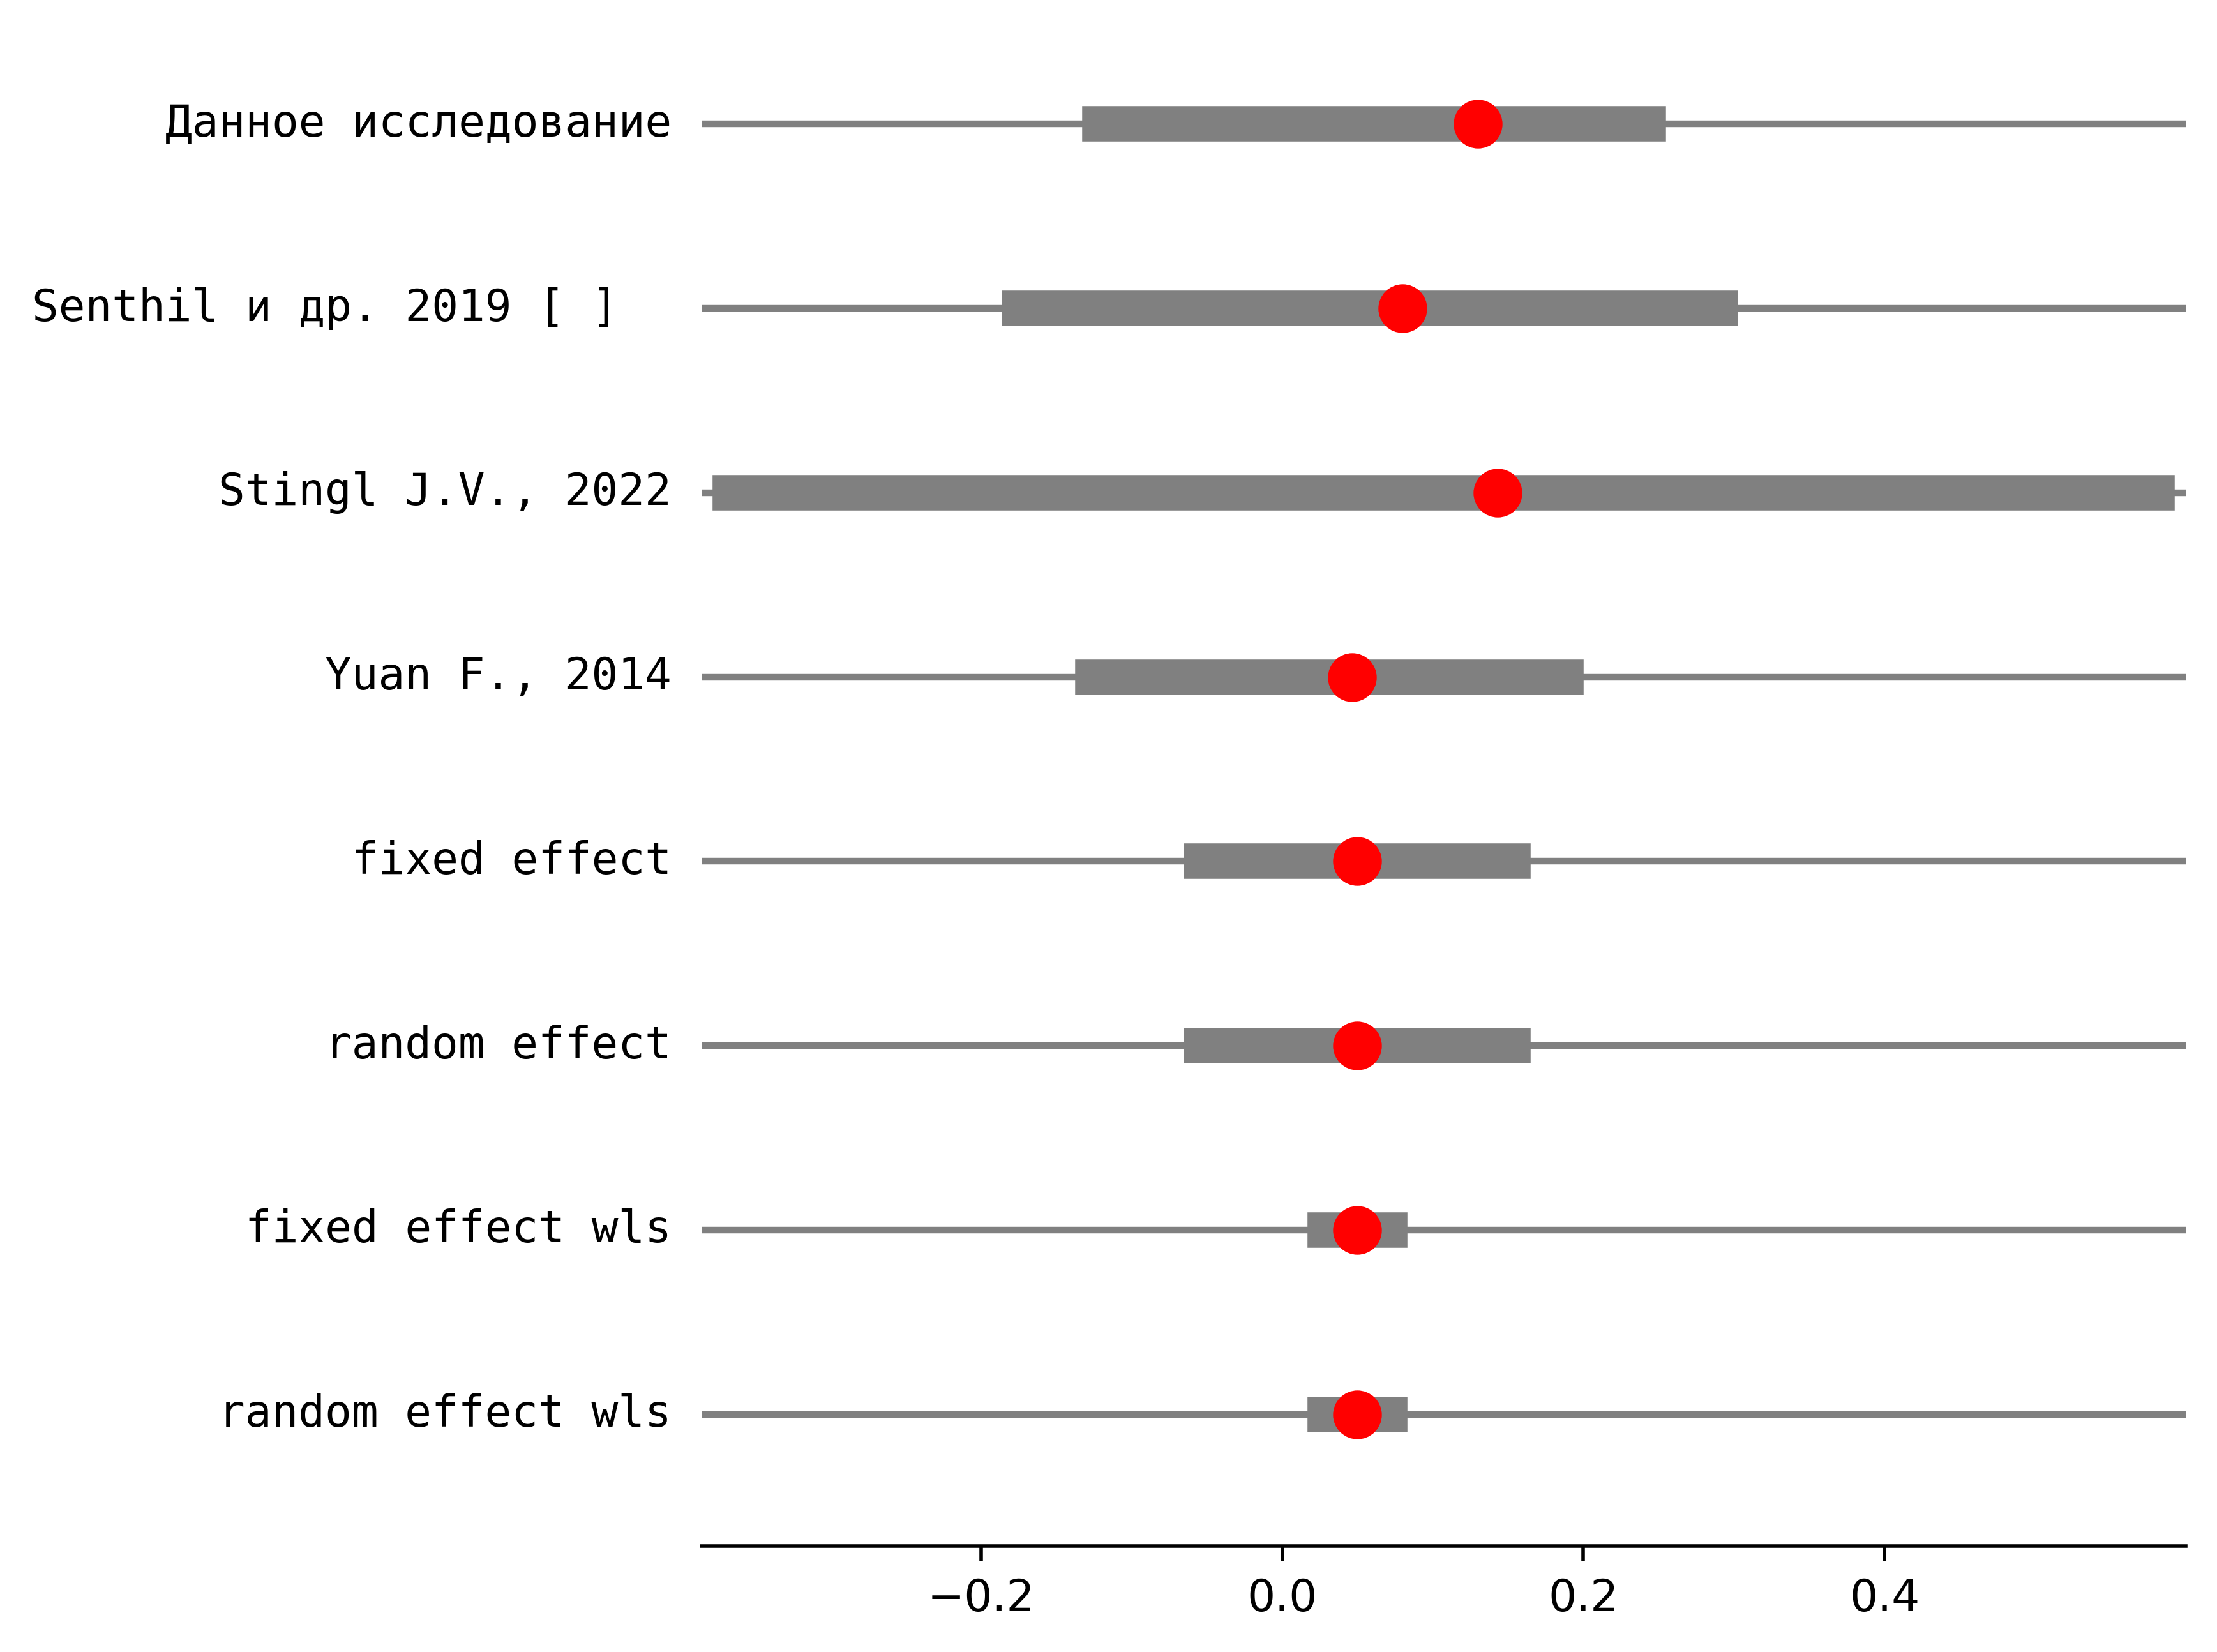 Данное исследование
Senthil и др. 2019 [ ]
Stingl J.V., 2022
Yuan F., 2014
fixed effect
random effect
fixed effect wls
random effect wls
−0.2 0.0 0.2 0.4